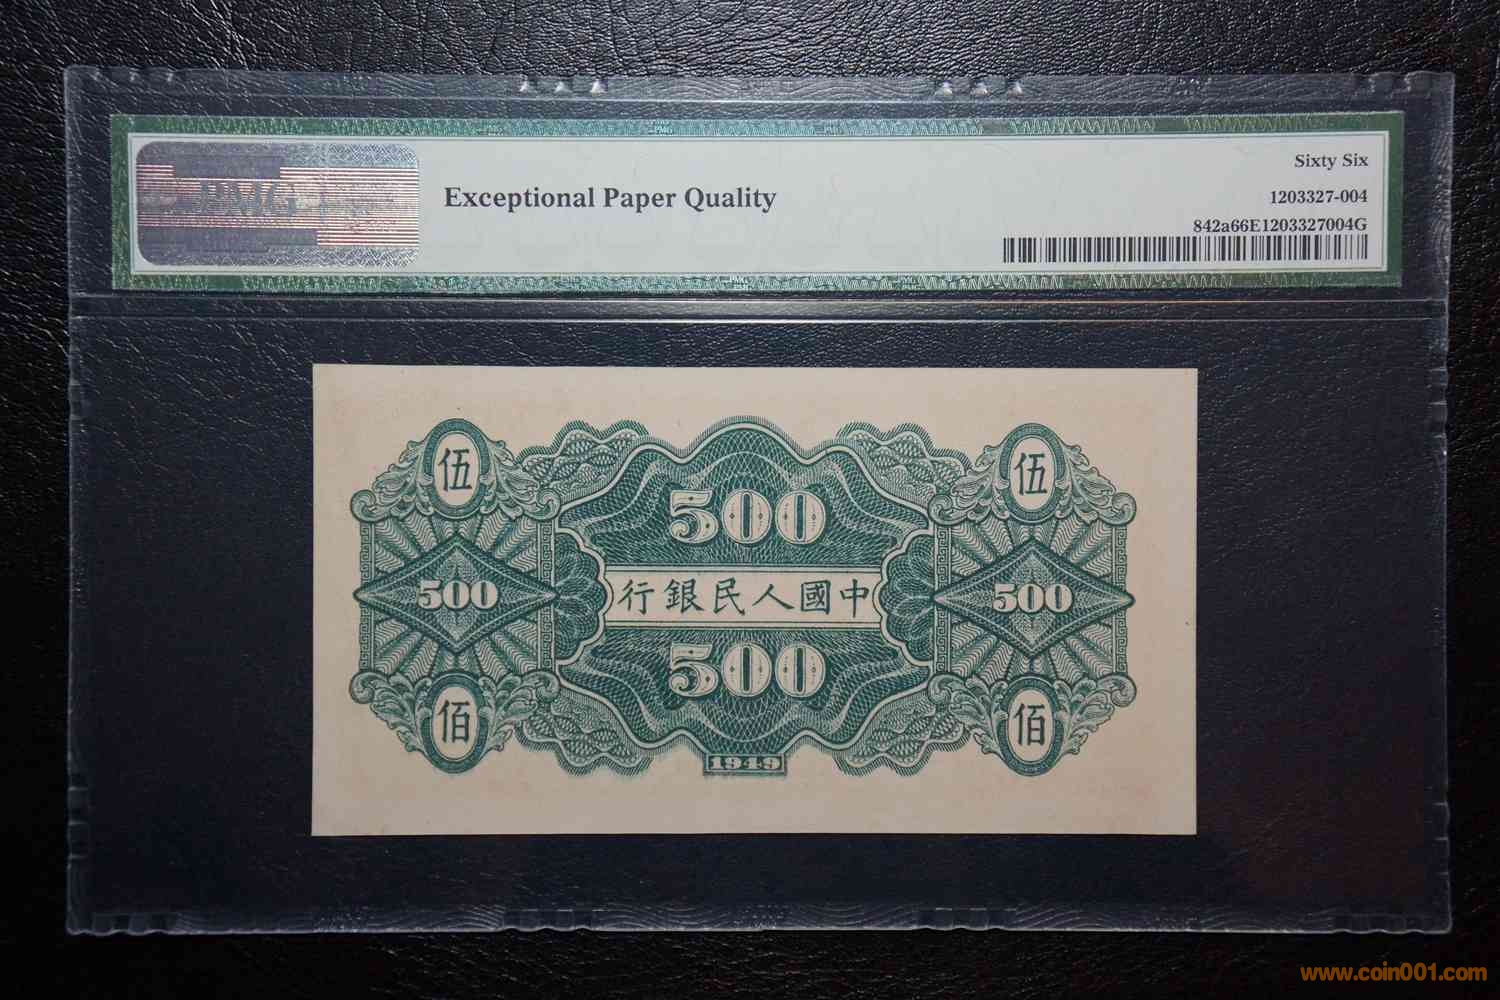 PMG
Exceptional Paper Quality
Sixty Six
1203327-004
842a66E1203327004G
伍
500
伍
500
行銀民人國中
500
500
佰
1949
佰
www.coin001.com